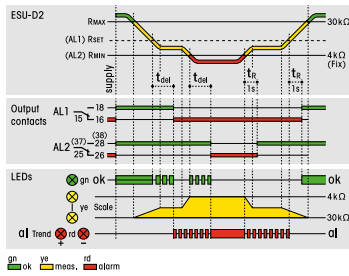 ESU-D2
RMAX
30kΩ
(AL1) RSET
(AL2) RMIN
4kΩ
(Fix)
supply
tdel
tdel
tR
1s
tR
1s
Output
contacts
AL1
18
15
16
AL2
(37)
25
(38)
28
26
LEDs
gn
ok
ok
ye
Scale
4kΩ
30kΩ
al
Trend
rd
al
+
−
gn
ye
rd
ok
meas.
alarm